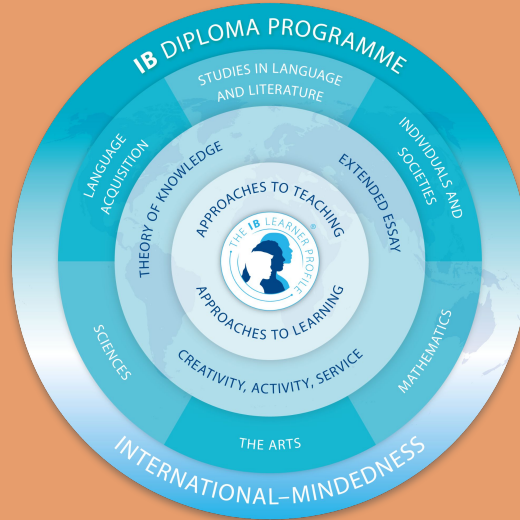 IB DIPLOMA PROGRAMME
STUDIES IN LANGUAGE
AND LITERATURE
LANGUAGE
ACQUISITION
INDIVIDUALS AND
SOCIETIES
THEORY OF KNOWLEDGE
EXTENDED ESSAY
APPROACHES TO TEACHING
THE IB LEARNER PROFILE
®
APPROACHES TO LEARNING
CREATIVITY, ACTIVITY, SERVICE
SCIENCES
MATHEMATICS
THE ARTS
INTERNATIONAL–MINDEDNESS